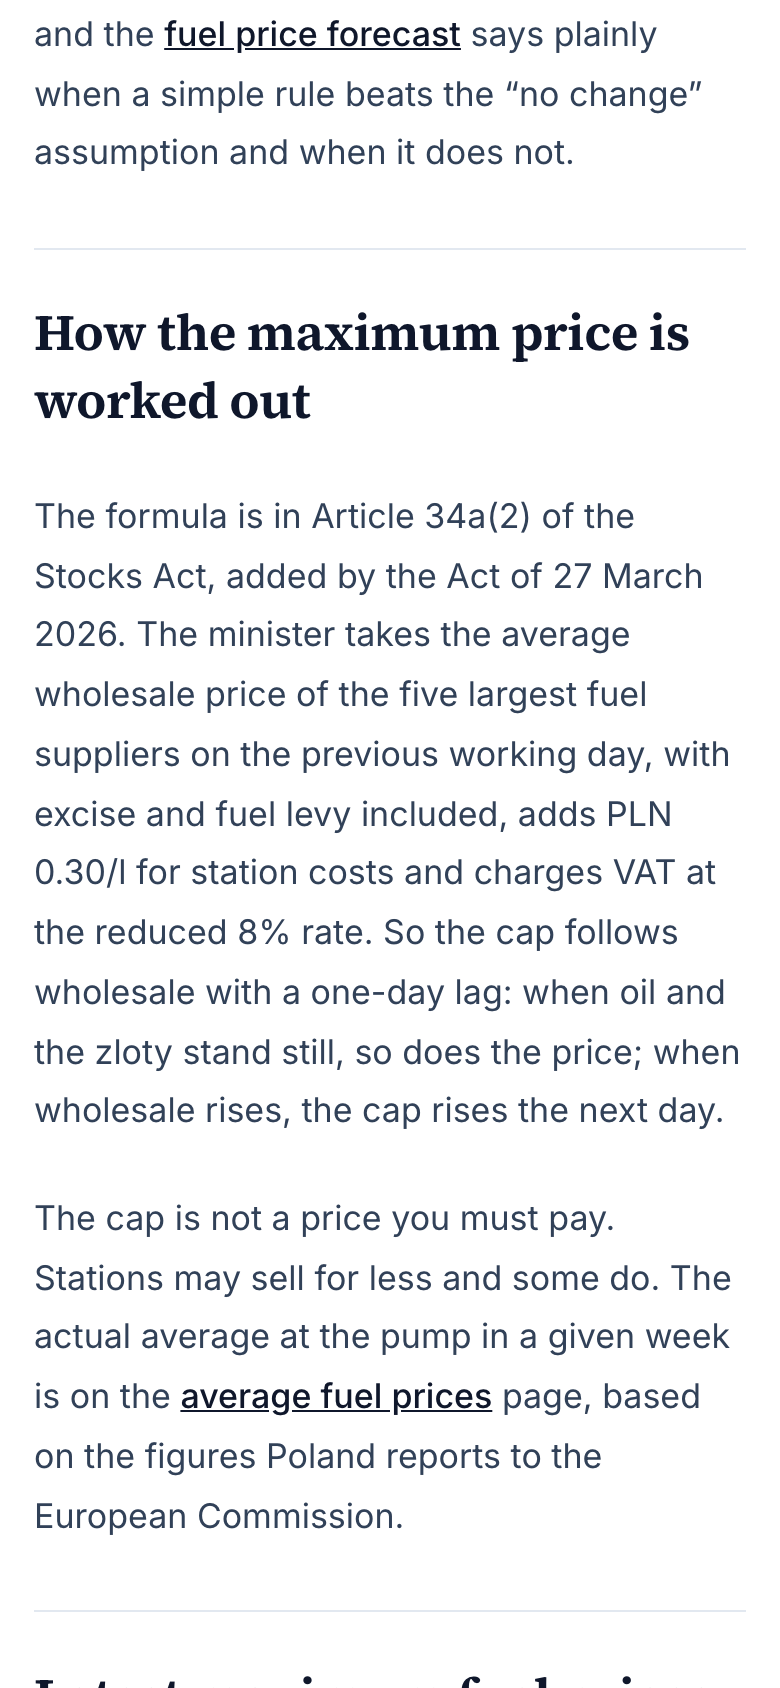 and the fuel price forecast says plainly
when a simple rule beats the “no change”
assumption and when it does not.
How the maximum price is
worked out
The formula is in Article 34a(2) of the
Stocks Act, added by the Act of 27 March
2026. The minister takes the average
wholesale price of the five largest fuel
suppliers on the previous working day, with
excise and fuel levy included, adds PLN
0.30/l for station costs and charges VAT at
the reduced 8% rate. So the cap follows
wholesale with a one-day lag: when oil and
the zloty stand still, so does the price; when
wholesale rises, the cap rises the next day.
The cap is not a price you must pay.
Stations may sell for less and some do. The
actual average at the pump in a given week
is on the average fuel prices page, based
on the figures Poland reports to the
European Commission.